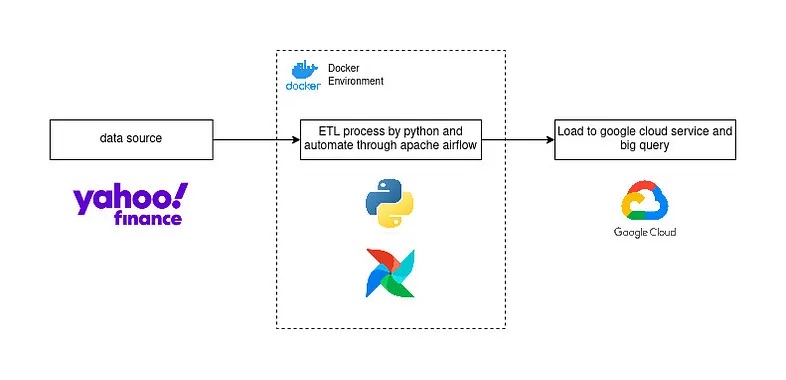 docker
Docker
Environment
data source
ETL process by python and
automate through apache airflow
Load to google cloud service and
big query
yahoo!
finance
Google Cloud